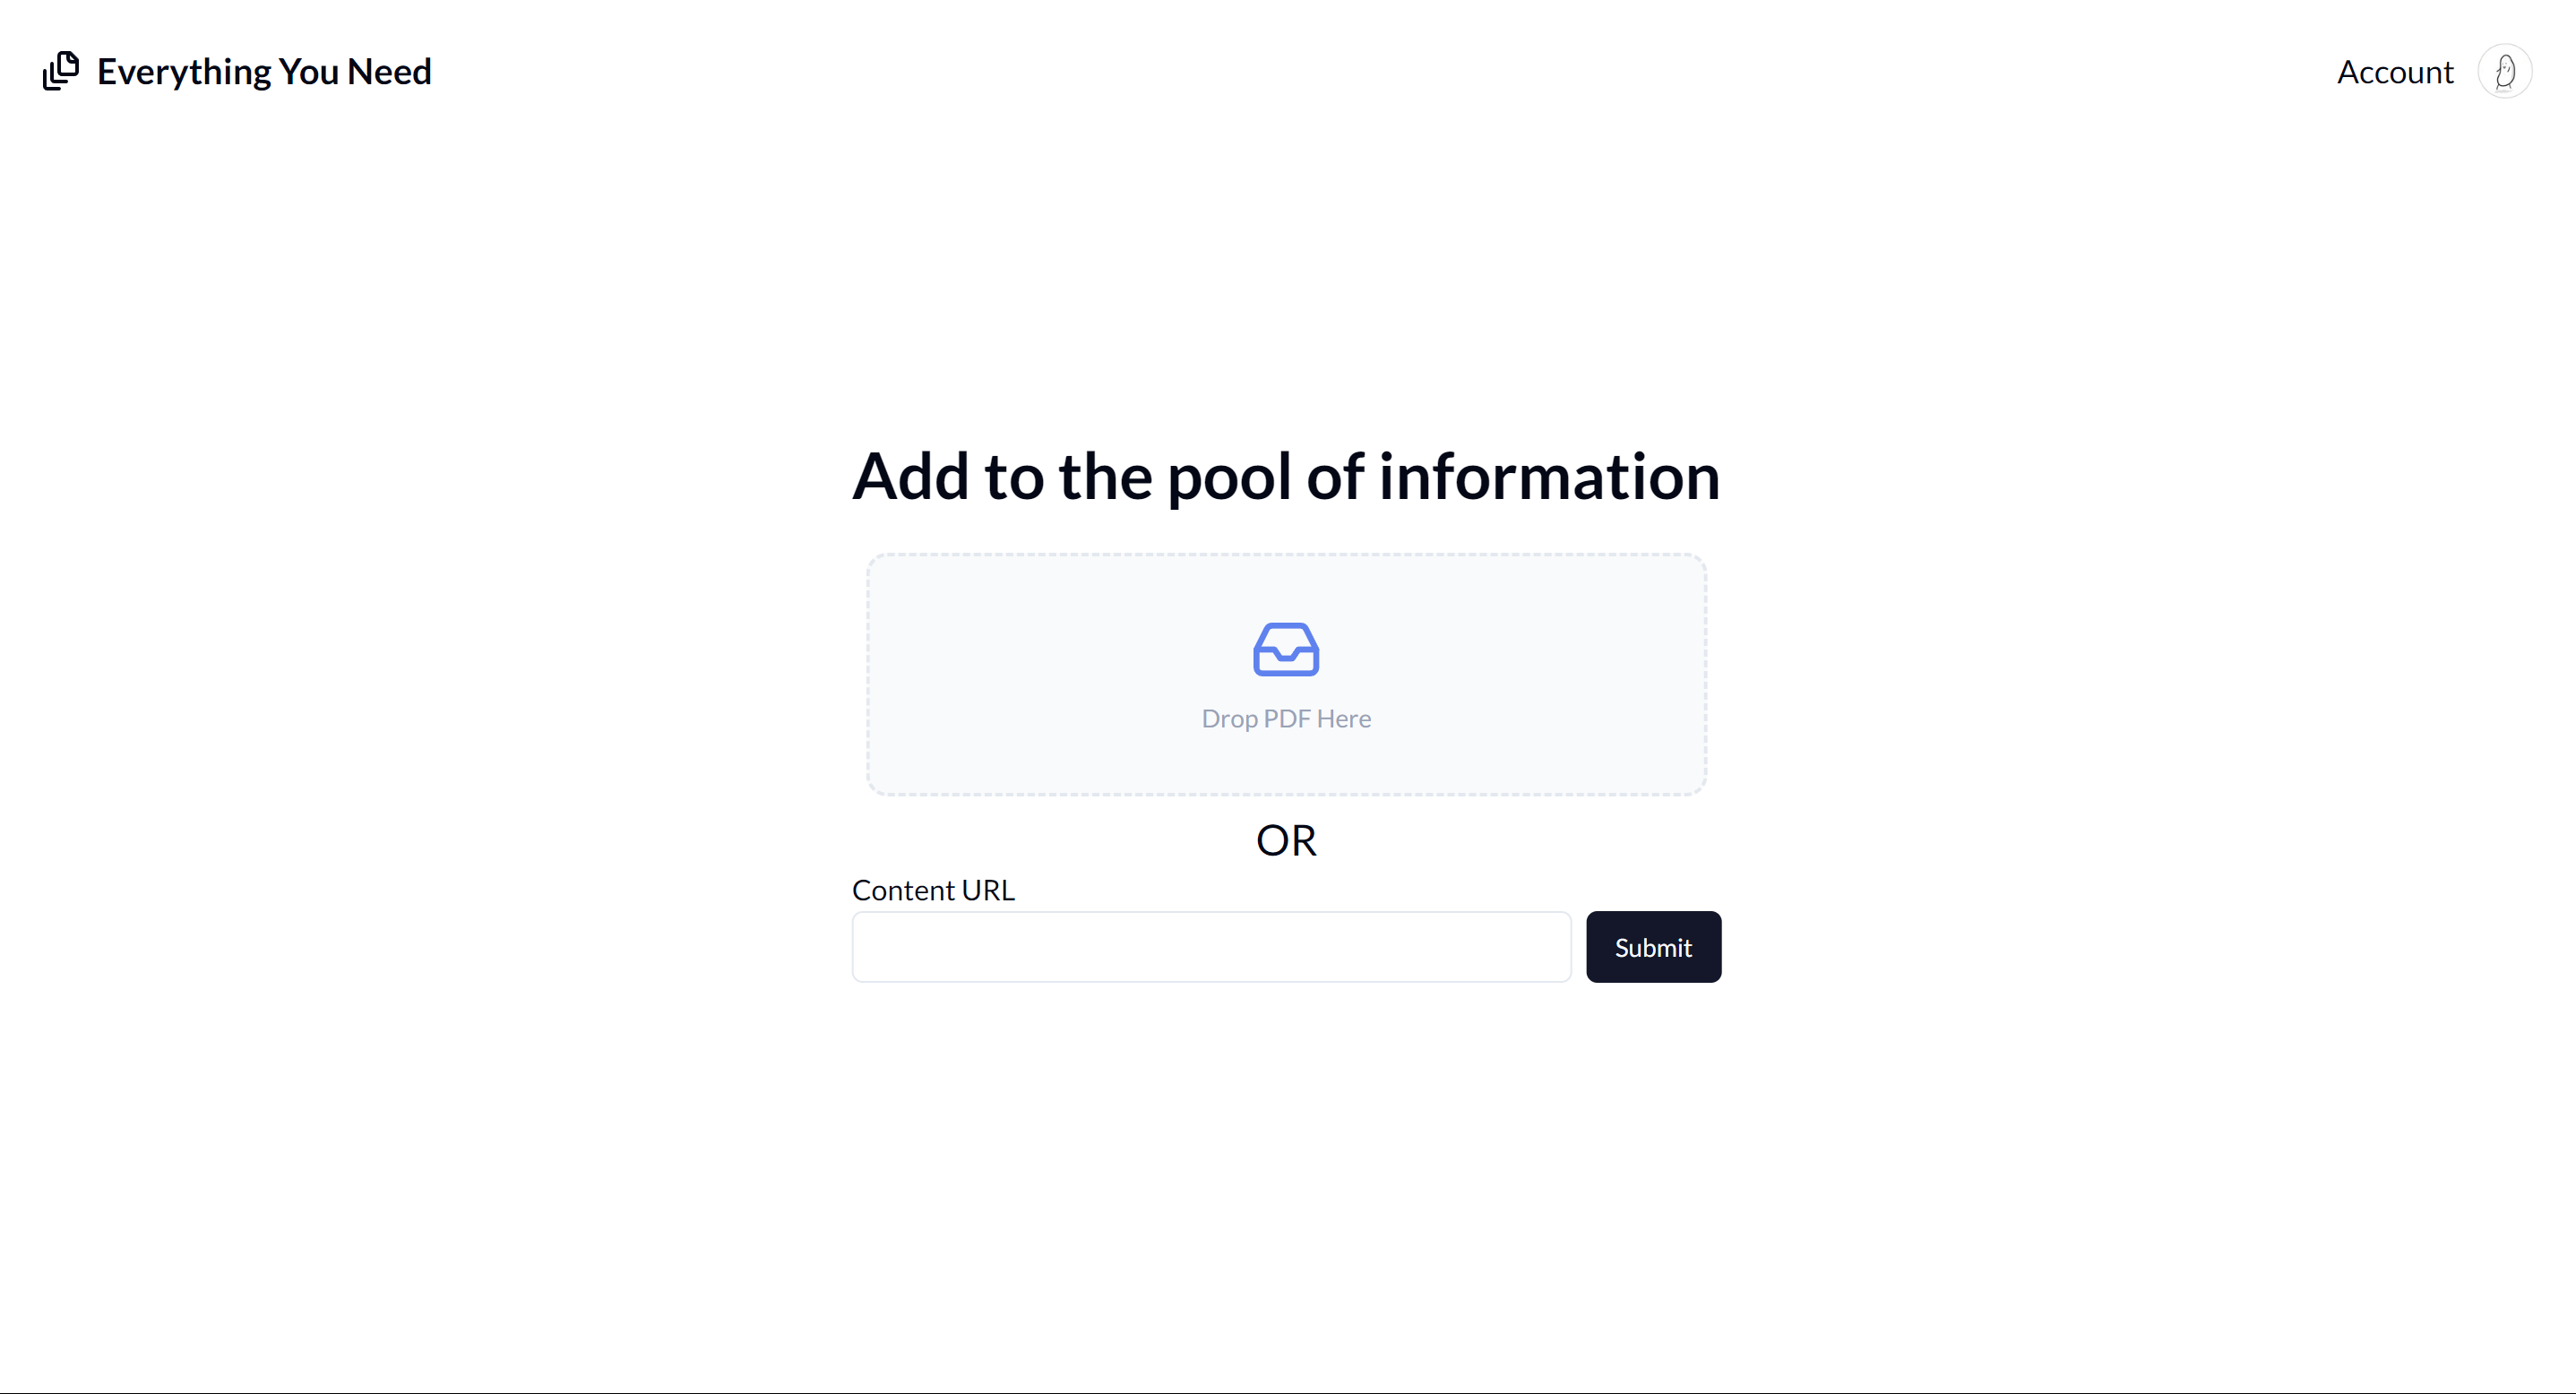 Everything You Need
Account
Add to the pool of information
Drop PDF Here
OR
Content URL
Submit